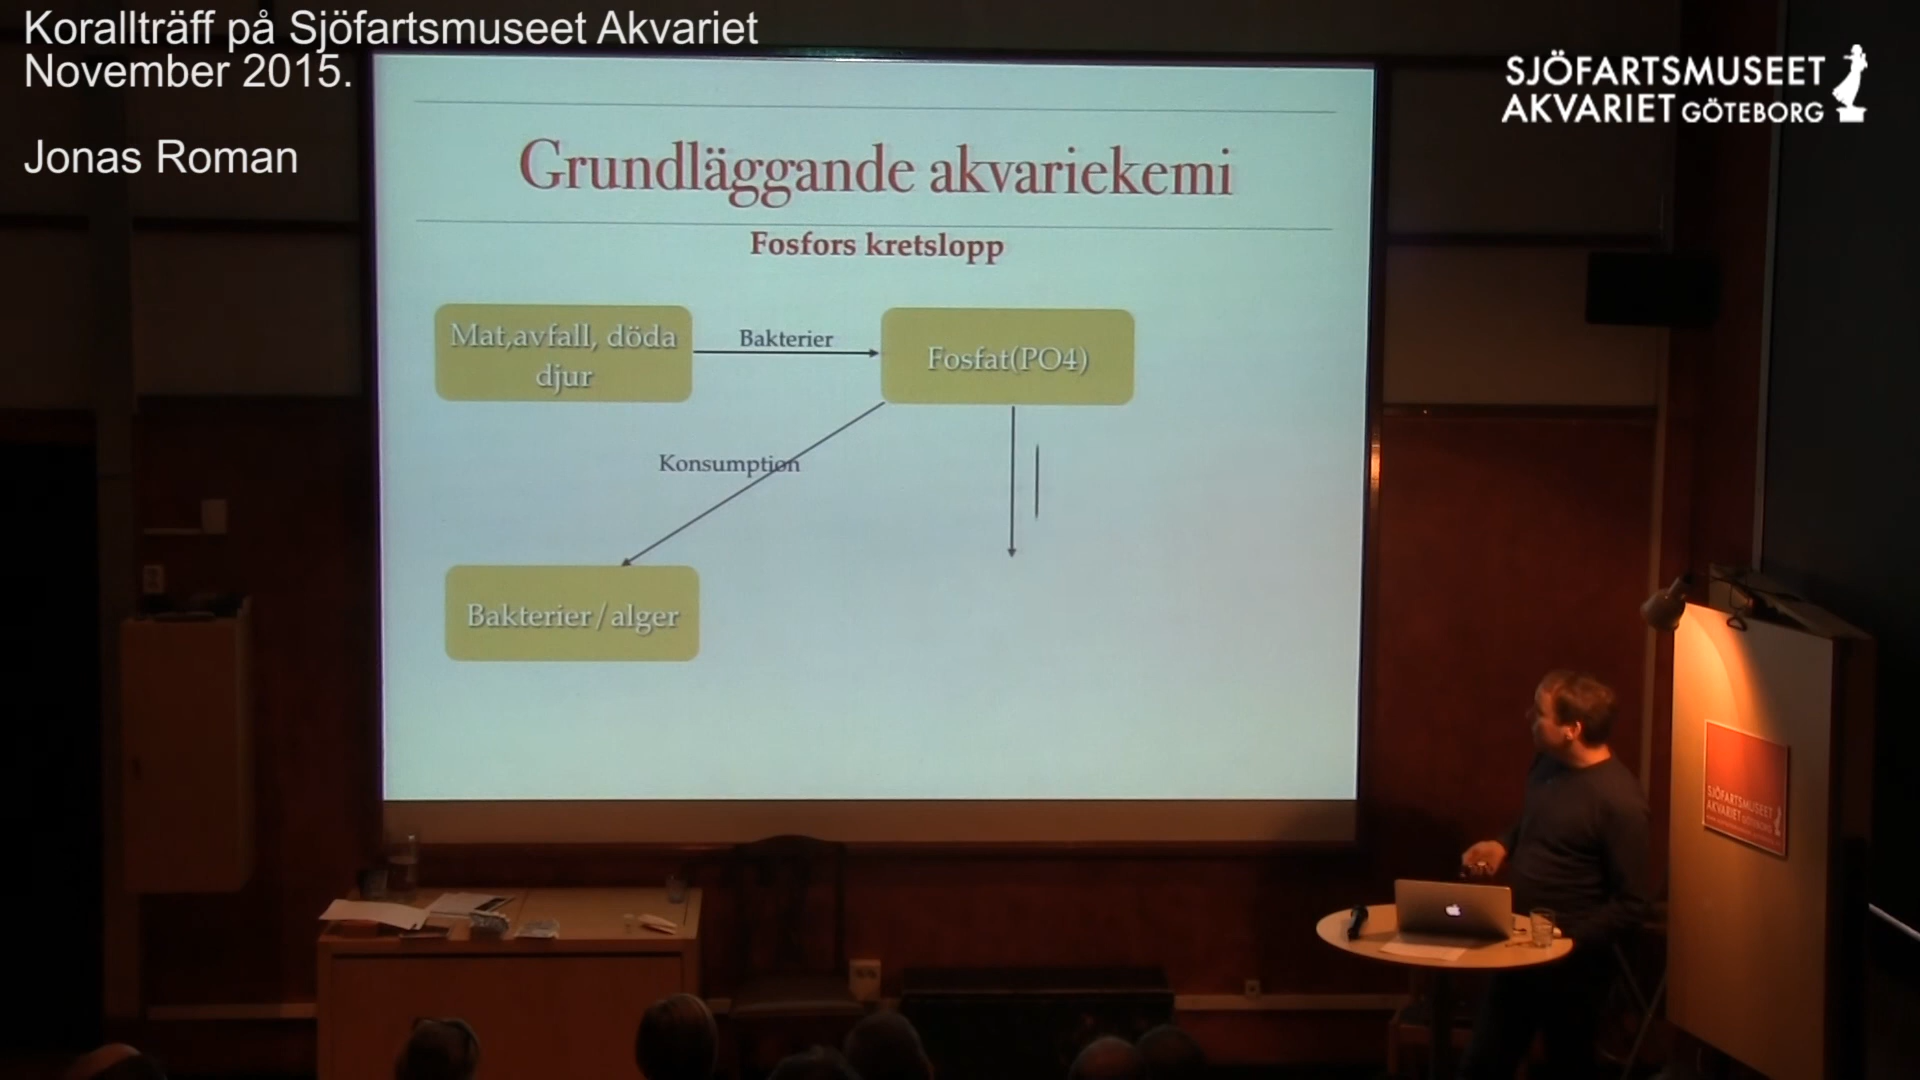 Korallträff på Sjöfartsmuseet Akvariet
November 2015.
Jonas Roman
SJÖFARTSMUSEET
AKVARIET GÖTEBORG
Grundläggande akvariekemi
Fosfors kretslopp
Mat,avfall, döda
djur
Bakterier
Fosfat(PO4)
Konsumption
Bakterier/alger
SJÖFARTSMUSEET
AKVARIET GÖTEBORG